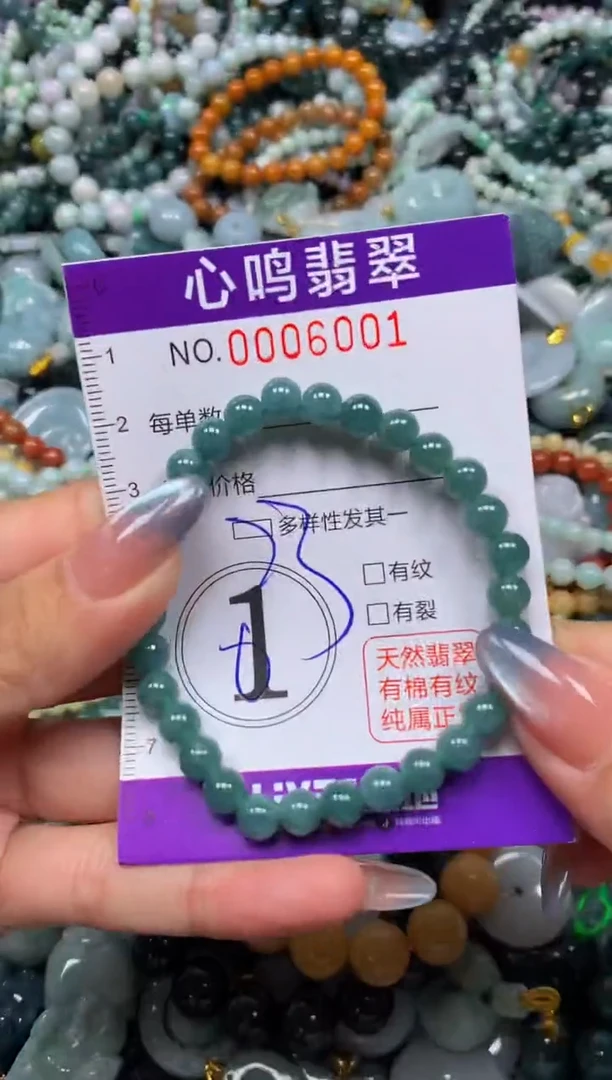 心鸣翡翠
NO.0006001
1
2
每单数
3
价格
多样性发其一
有纹
有裂
1
天然翡翠
有棉有纹
纯属正
7